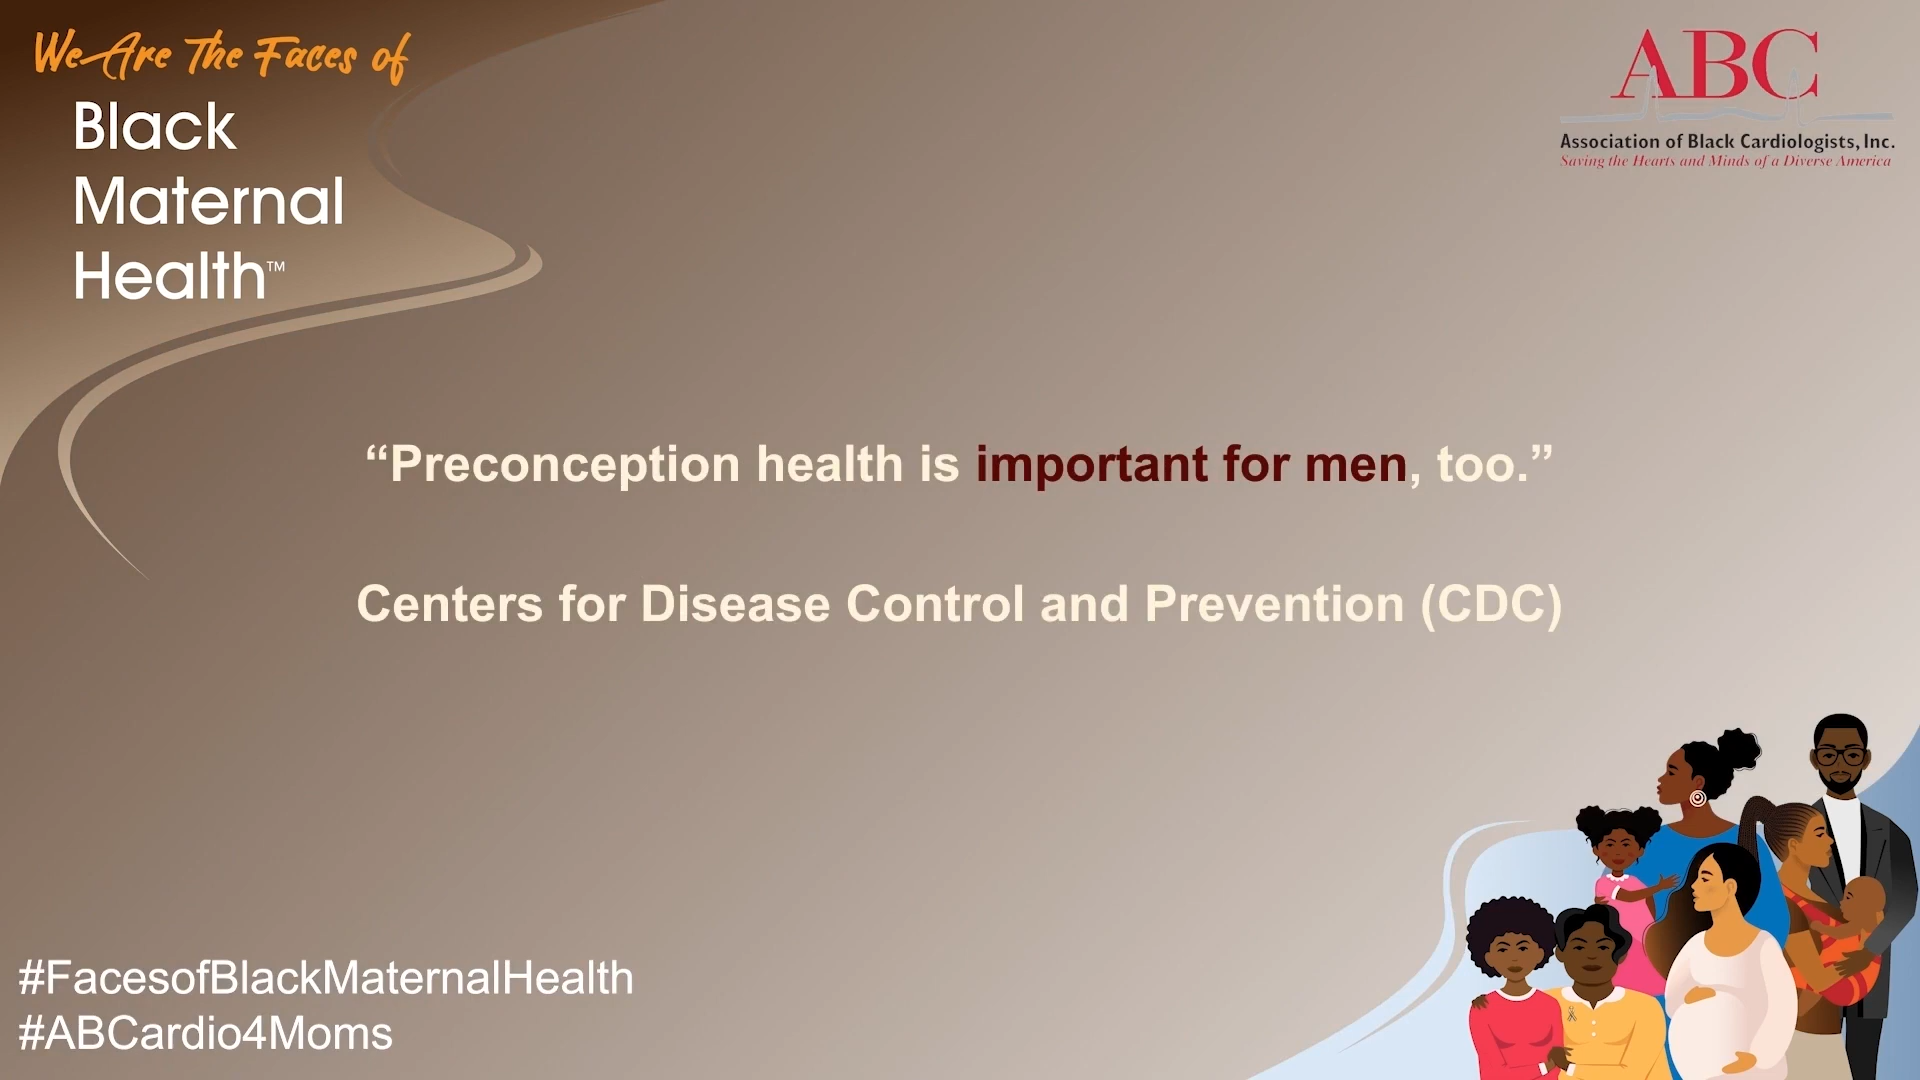 We Are The Faces of
Black
Maternal
Health™
ABC
Association of Black Cardiologists, Inc.
Saving the Hearts and Minds of a Diverse America
“Preconception health is important for men, too.”
Centers for Disease Control and Prevention (CDC)
#FacesofBlackMaternalHealth
#ABCardio4Moms